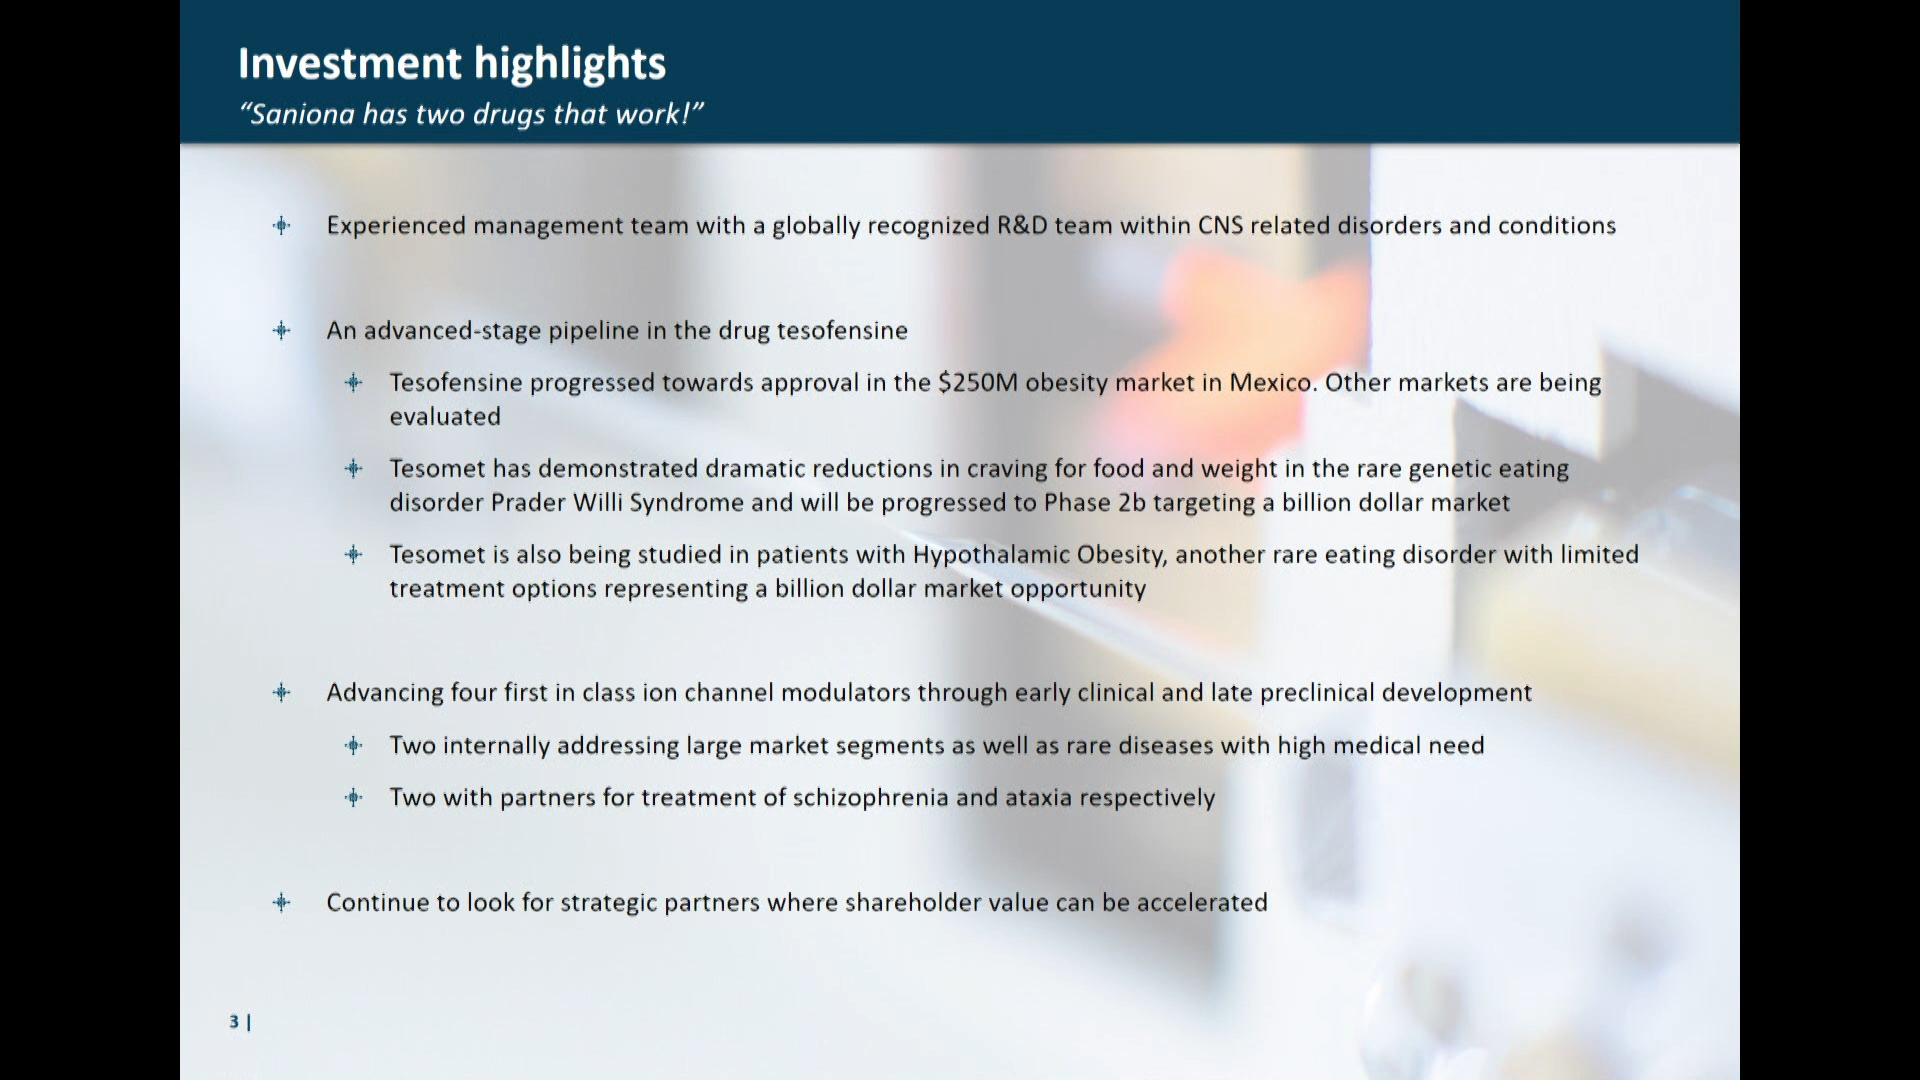 Investment highlights
“Saniona has two drugs that work!”
Experienced management team with a globally recognized R&D team within CNS related disorders and conditions
An advanced-stage pipeline in the drug tesofensine
Tesofensine progressed towards approval in the $250M obesity market in Mexico. Other markets are being
evaluated
Tesomet has demonstrated dramatic reductions in craving for food and weight in the rare genetic eating
disorder Prader Willi Syndrome and will be progressed to Phase 2b targeting a billion dollar market
Tesomet is also being studied in patients with Hypothalamic Obesity, another rare eating disorder with limited
treatment options representing a billion dollar market opportunity
Advancing four first in class ion channel modulators through early clinical and late preclinical development
Two internally addressing large market segments as well as rare diseases with high medical need
Two with partners for treatment of schizophrenia and ataxia respectively
Continue to look for strategic partners where shareholder value can be accelerated
3 |